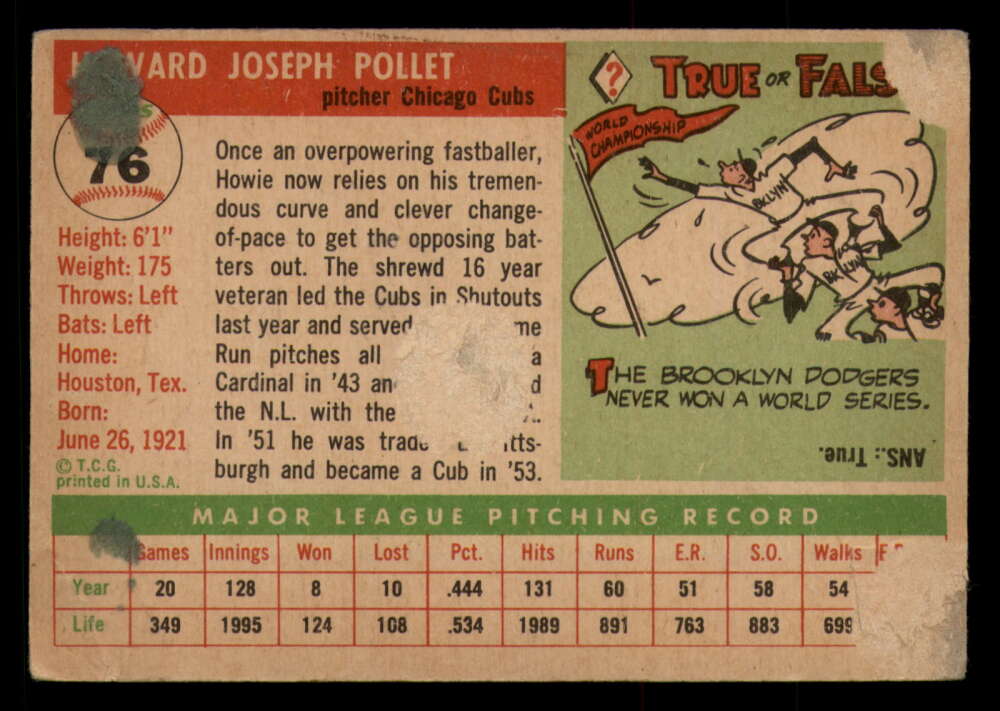 JOSEPH POLLET
pitcher Chicago Cubs
76
Height: 6'1"
Weight: 175
Throws: Left
Bats: Left
Home:
Houston, Tex.
Born:
June 26, 1921
© T.C.G.
printed in U.S.A.
Once an overpowering fastballer,
Howie now relies on his tremen-
dous curve and clever change-
of-pace to get the opposing bat-
ters out. The shrewd 16 year
veteran led the Cubs in Shutouts
last year and served
Run pitches all a
Cardinal in '43
the N.L. with the
In '51 he was
burgh and became a Cub in '53.
? TRUE OR
WORLD CHAMPIONSHIP
BKLYN
BKLYN
THE BROOKLYN DODGERS
NEVER WON A WORLD SERIES.
ANS.: True.
MAJOR LEAGUE PITCHING RECORD
Games Innings Won Lost Pct. Hits Runs E.R. S.O. Walks
Year 20 128 8 10 .444 131 60 51 58 54
Life 349 1995 124 108 .534 1989 891 763 883 699